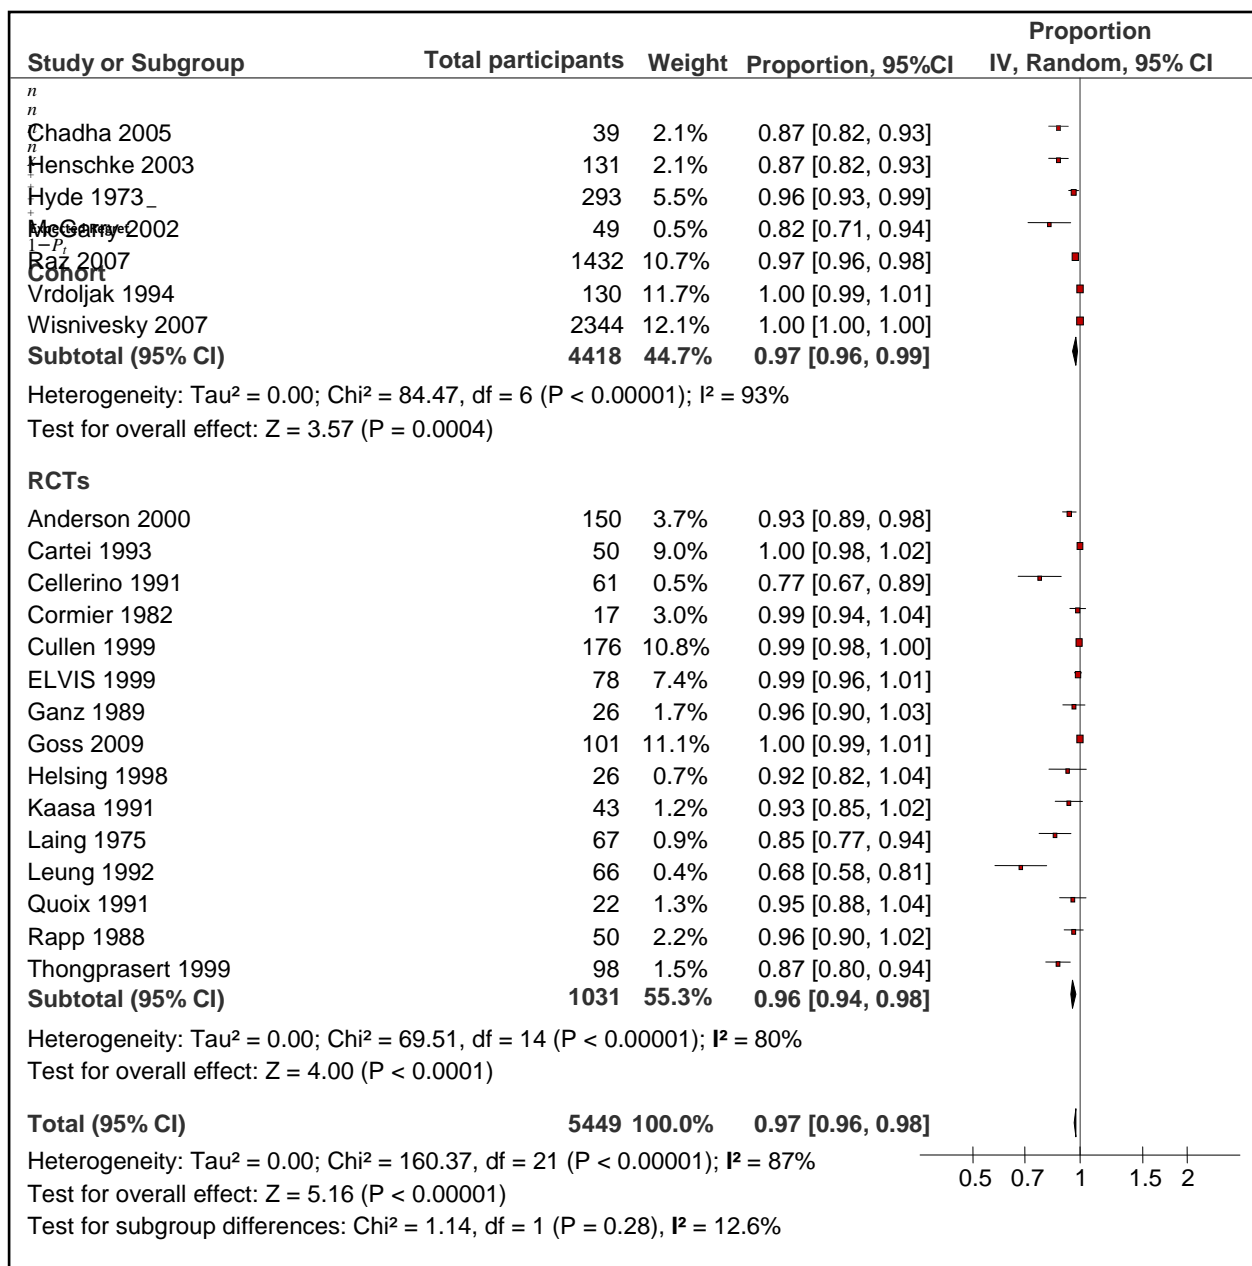 Proportion
Study or Subgroup Total participants Weight Proportion, 95%CI IV, Random, 95% CI
n
n
n
Chadha 2005 39 2.1% 0.87 [0.82, 0.93]
n
Henschke 2003 131 2.1% 0.87 [0.82, 0.93]
+
Hyde 1973_ 293 5.5% 0.96 [0.93, 0.99]
+
Expected Regret
McGarry 2002 49 0.5% 0.82 [0.71, 0.94]
1−Pt
Raz 2007 1432 10.7% 0.97 [0.96, 0.98]
Cohort
Vrdoljak 1994 130 11.7% 1.00 [0.99, 1.01]
Wisnivesky 2007 2344 12.1% 1.00 [1.00, 1.00]
Subtotal (95% CI) 4418 44.7% 0.97 [0.96, 0.99]
Heterogeneity: Tau² = 0.00; Chi² = 84.47, df = 6 (P < 0.00001); I² = 93%
Test for overall effect: Z = 3.57 (P = 0.0004)
RCTs
Anderson 2000 150 3.7% 0.93 [0.89, 0.98]
Cartei 1993 50 9.0% 1.00 [0.98, 1.02]
Cellerino 1991 61 0.5% 0.77 [0.67, 0.89]
Cormier 1982 17 3.0% 0.99 [0.94, 1.04]
Cullen 1999 176 10.8% 0.99 [0.98, 1.00]
ELVIS 1999 78 7.4% 0.99 [0.96, 1.01]
Ganz 1989 26 1.7% 0.96 [0.90, 1.03]
Goss 2009 101 11.1% 1.00 [0.99, 1.01]
Helsing 1998 26 0.7% 0.92 [0.82, 1.04]
Kaasa 1991 43 1.2% 0.93 [0.85, 1.02]
Laing 1975 67 0.9% 0.85 [0.77, 0.94]
Leung 1992 66 0.4% 0.68 [0.58, 0.81]
Quoix 1991 22 1.3% 0.95 [0.88, 1.04]
Rapp 1988 50 2.2% 0.96 [0.90, 1.02]
Thongprasert 1999 98 1.5% 0.87 [0.80, 0.94]
Subtotal (95% CI) 1031 55.3% 0.96 [0.94, 0.98]
Heterogeneity: Tau² = 0.00; Chi² = 69.51, df = 14 (P < 0.00001); I² = 80%
Test for overall effect: Z = 4.00 (P < 0.0001)
Total (95% CI) 5449 100.0% 0.97 [0.96, 0.98]
Heterogeneity: Tau² = 0.00; Chi² = 160.37, df = 21 (P < 0.00001); I² = 87%
0.5 0.7 1 1.5 2
Test for overall effect: Z = 5.16 (P < 0.00001)
Test for subgroup differences: Chi² = 1.14, df = 1 (P = 0.28), I² = 12.6%